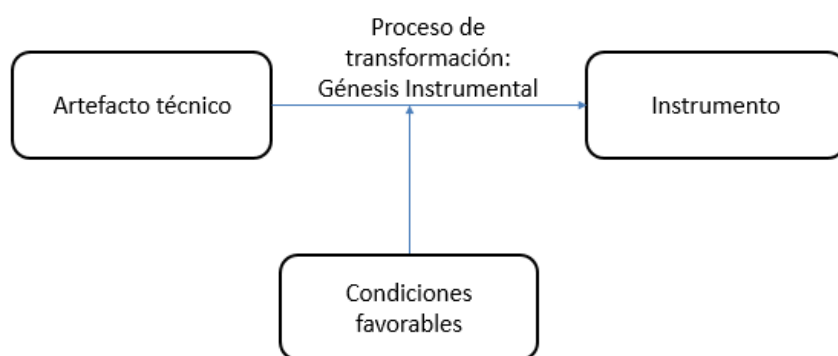 Proceso de
transformación:
Génesis Instrumental
Artefacto técnico
Instrumento
Condiciones
favorables